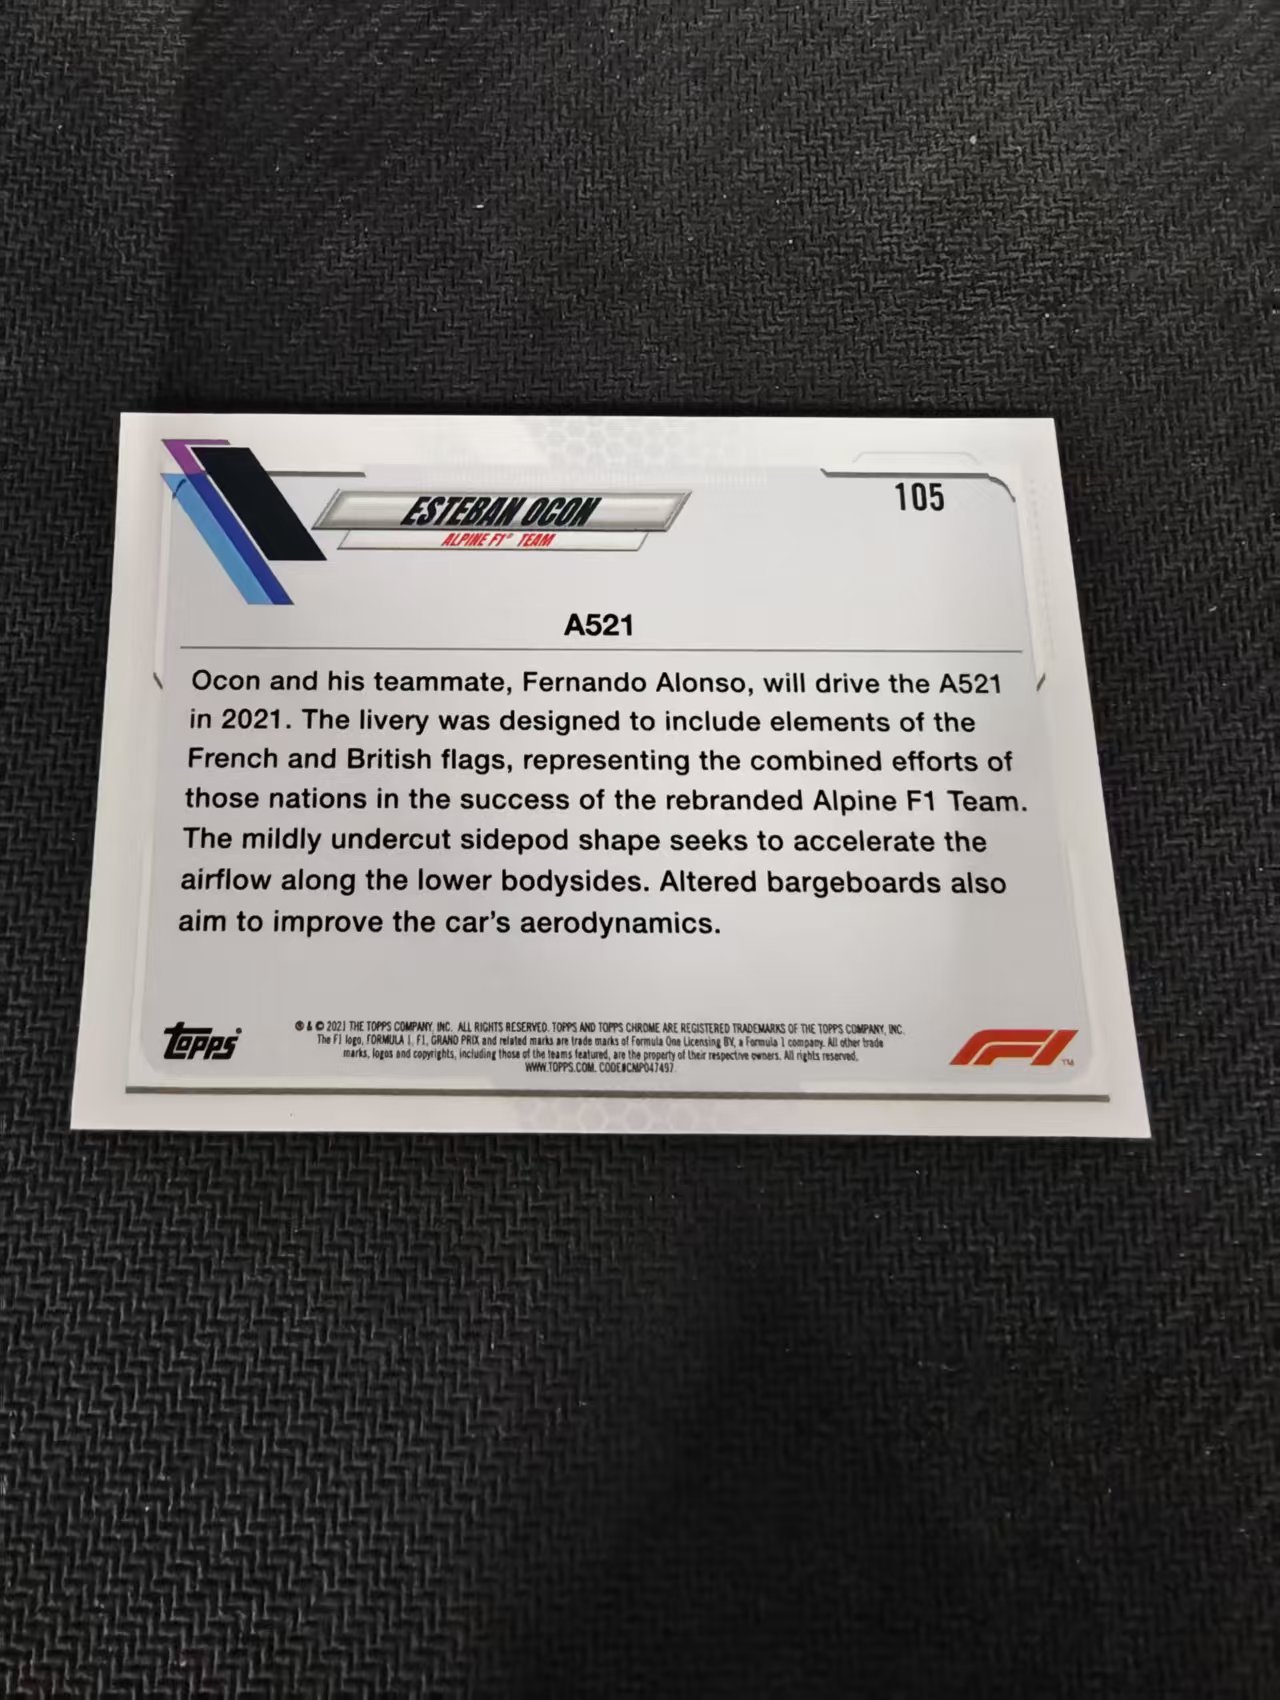 ESTEBAN OCON
ALPINE F1® TEAM
105
A521
Ocon and his teammate, Fernando Alonso, will drive the A521
in 2021. The livery was designed to include elements of the
French and British flags, representing the combined efforts of
those nations in the success of the rebranded Alpine F1 Team.
The mildly undercut sidepod shape seeks to accelerate the
airflow along the lower bodysides. Altered bargeboards also
aim to improve the car's aerodynamics.
topps
® & © 2021 THE TOPPS COMPANY, INC. ALL RIGHTS RESERVED. TOPPS AND TOPPS CHROME ARE REGISTERED TRADEMARKS OF THE TOPPS COMPANY, INC.
The F1 logo, FORMULA 1, F1, GRAND PRIX and related marks are trade marks of Formula One Licensing BV, a Formula 1 company. All other trade
marks, logos and copyrights, including those of the teams featured, are the property of their respective owners. All rights reserved.
WWW.TOPPS.COM. CODE#CMP047497
F1™